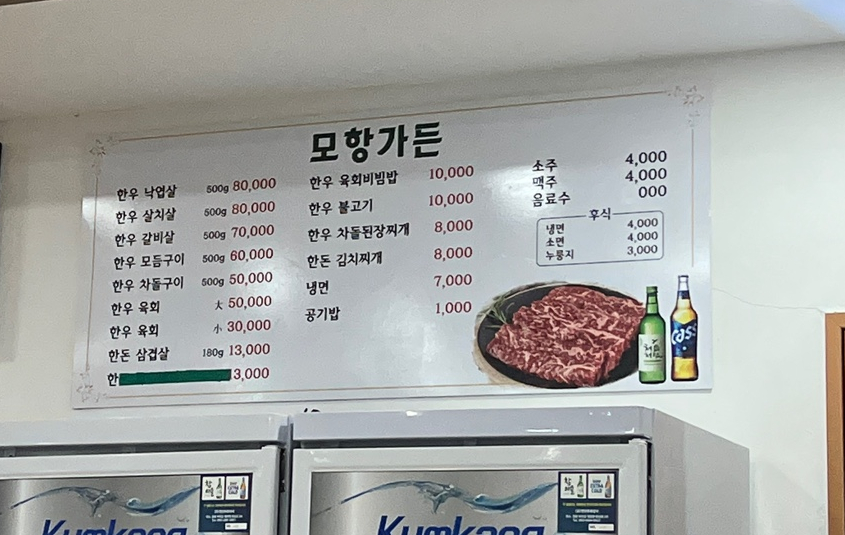 모항가든
한우 낙엽살 500g 80,000
한우 살치살 500g 80,000
한우 갈비살 500g 70,000
한우 모듬구이 500g 60,000
한우 차돌구이 500g 50,000
한우 육회 大 50,000
한우 육회 小 30,000
한돈 삼겹살 180g 13,000
한 3,000
한우 육회비빔밥 10,000
한우 불고기 10,000
한우 차돌된장찌개 8,000
한돈 김치찌개 8,000
냉면 7,000
공기밥 1,000
소주 4,000
맥주 4,000
음료수 000
후식
냉면 4,000
소면 4,000
누룽지 3,000
처음처럼
Cass
Kumkang
Kumkang